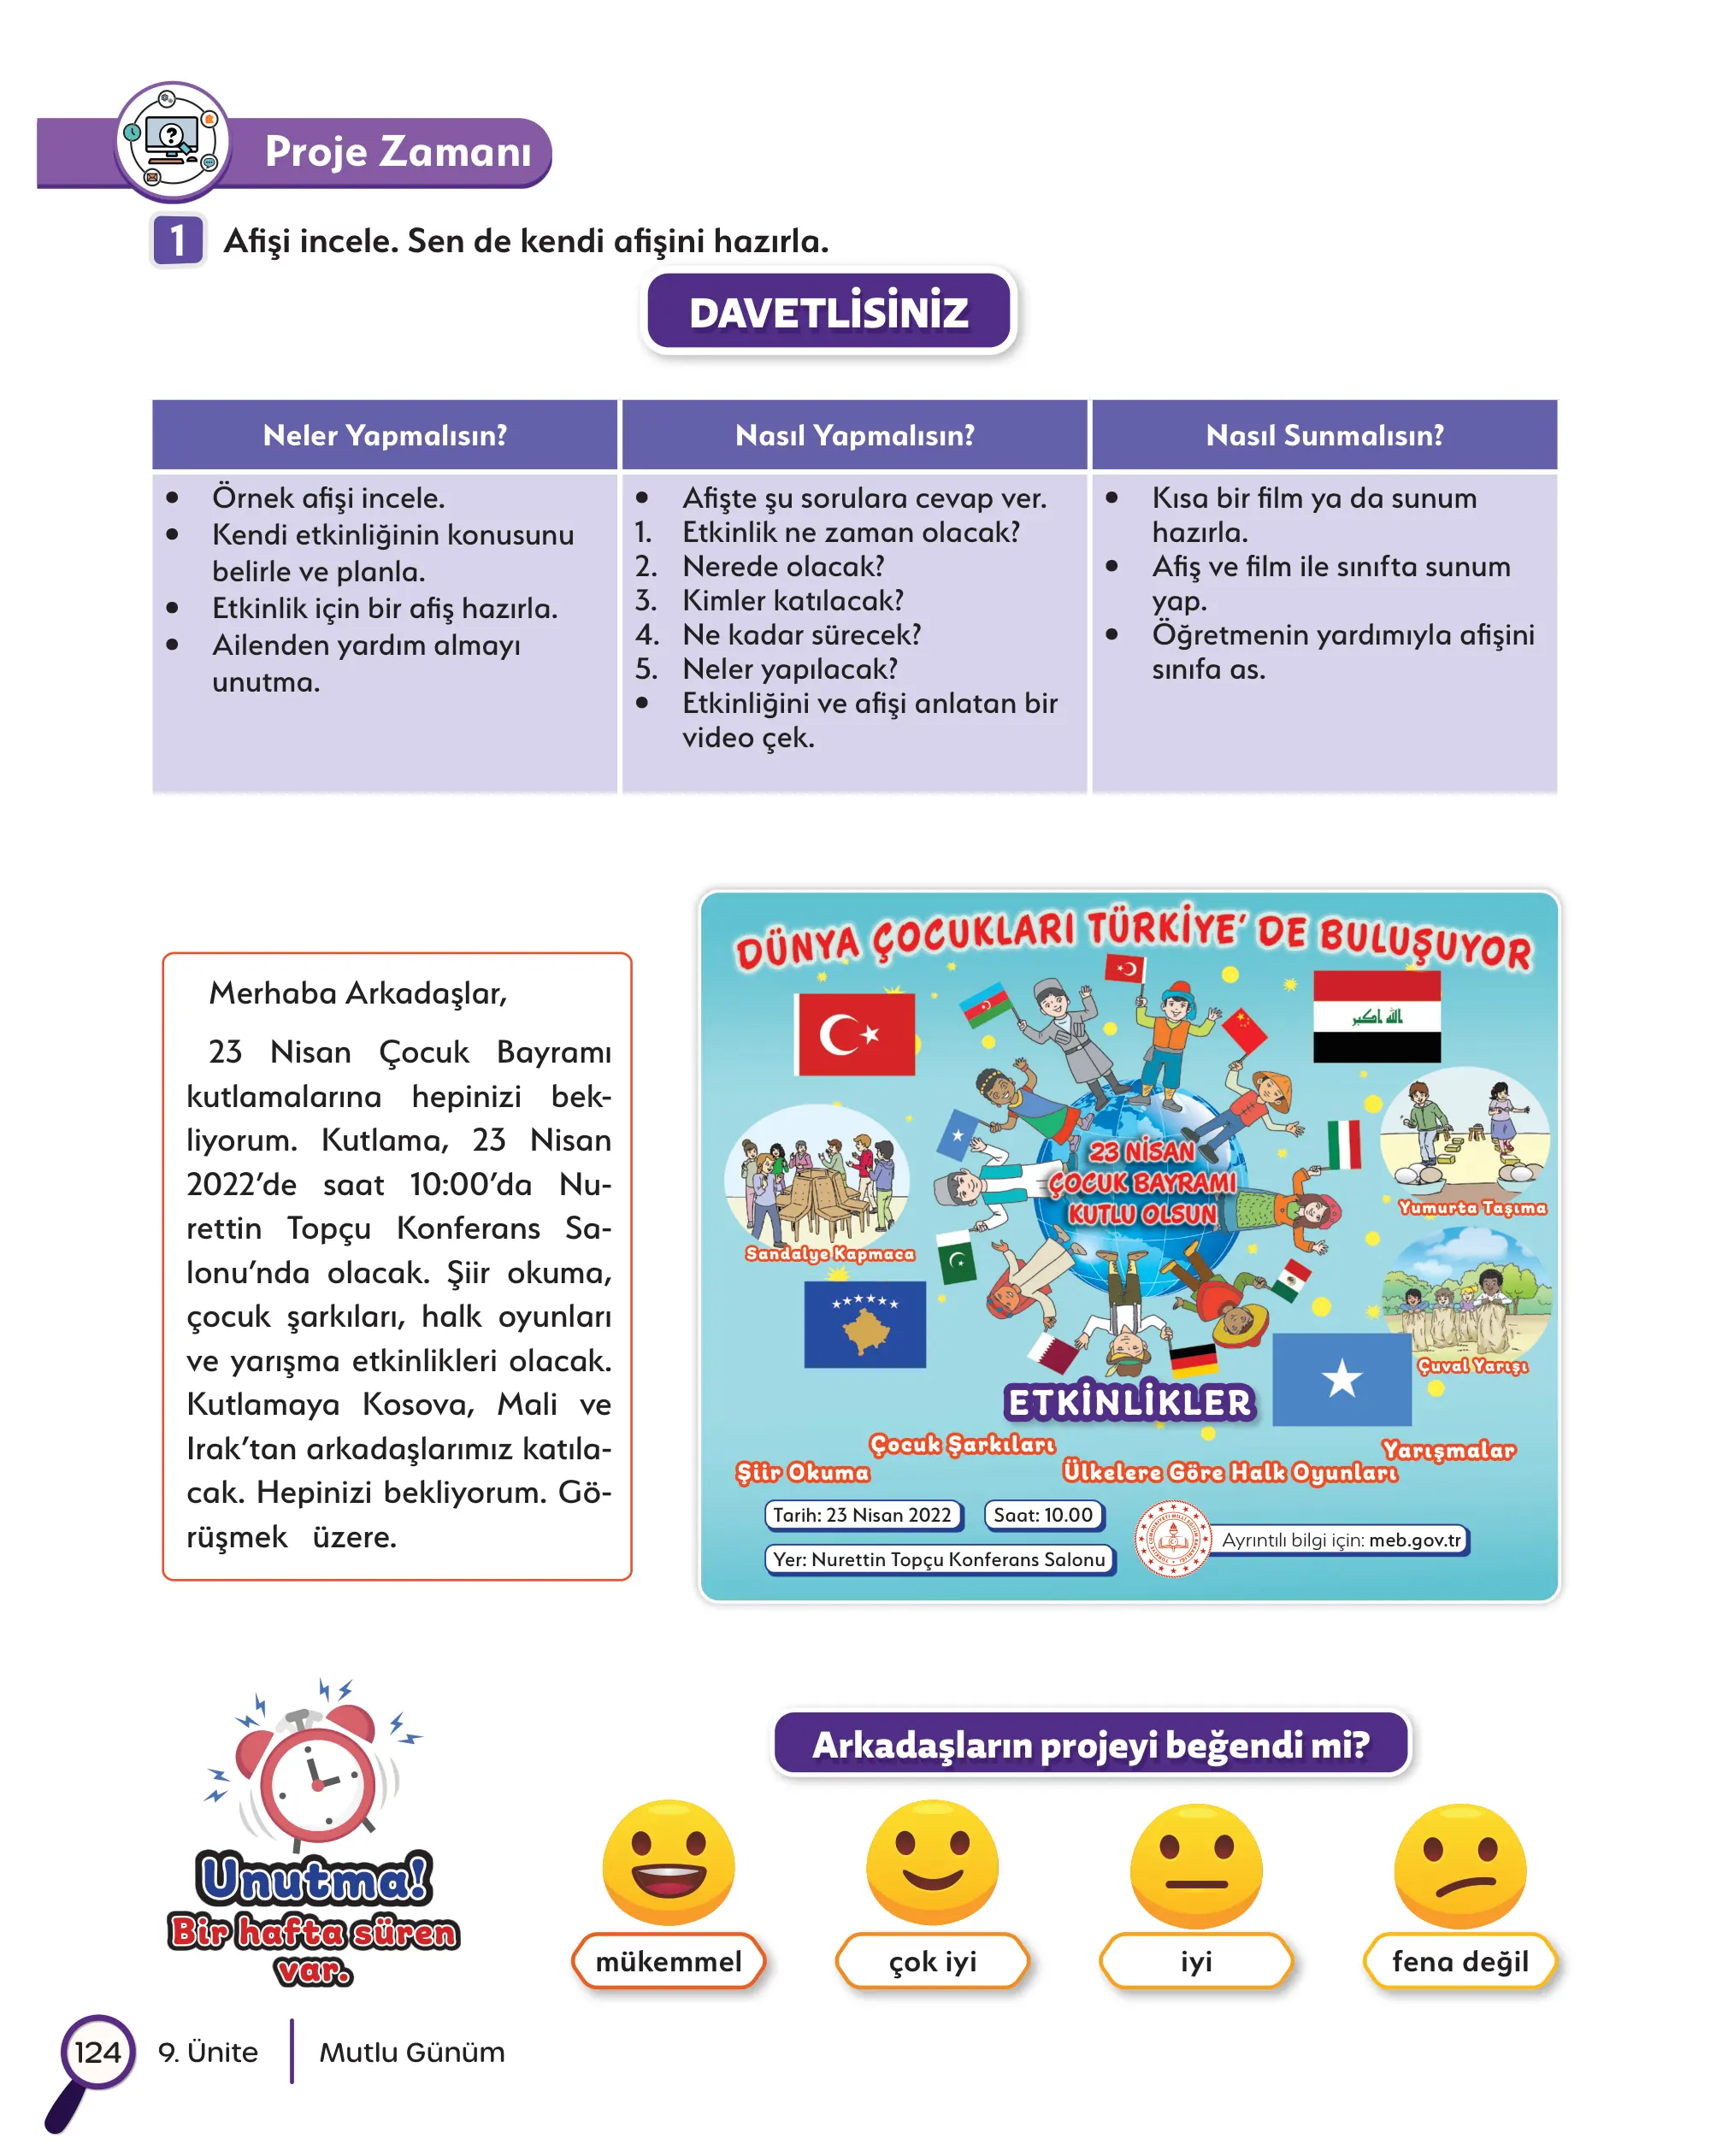 Proje Zamanı
1 Afişi incele. Sen de kendi afişini hazırla.
DAVETLİSİNİZ
Neler Yapmalısın?
• Örnek afişi incele.
• Kendi etkinliğinin konusunu
belirle ve planla.
• Etkinlik için bir afiş hazırla.
• Ailenden yardım almayı
unutma.
Nasıl Yapmalısın?
• Afişte şu sorulara cevap ver.
1. Etkinlik ne zaman olacak?
2. Nerede olacak?
3. Kimler katılacak?
4. Ne kadar sürecek?
5. Neler yapılacak?
• Etkinliğini ve afişi anlatan bir
video çek.
Nasıl Sunmalısın?
• Kısa bir film ya da sunum
hazırla.
• Afiş ve film ile sınıfta sunum
yap.
• Öğretmenin yardımıyla afişini
sınıfa as.
Merhaba Arkadaşlar,
23 Nisan Çocuk Bayramı
kutlamalarına hepinizi bek-
liyorum. Kutlama, 23 Nisan
2022’de saat 10:00’da Nu-
rettin Topçu Konferans Sa-
lonu’nda olacak. Şiir okuma,
çocuk şarkıları, halk oyunları
ve yarışma etkinlikleri olacak.
Kutlamaya Kosova, Mali ve
Irak’tan arkadaşlarımız katıla-
cak. Hepinizi bekliyorum. Gö-
rüşmek üzere.
DÜNYA ÇOCUKLARI TÜRKİYE’ DE BULUŞUYOR
الله اكبر
23 NİSAN
ÇOCUK BAYRAMI
KUTLU OLSUN
Yumurta Taşıma
Sandalye Kapmaca
Çuval Yarışı
ETKİNLİKLER
Çocuk Şarkıları
Yarışmalar
Şiir Okuma
Ülkelere Göre Halk Oyunları
Tarih: 23 Nisan 2022
Saat: 10.00
Yer: Nurettin Topçu Konferans Salonu
Ayrıntılı bilgi için: meb.gov.tr
Unutma!
Bir hafta süren
var.
Arkadaşların projeyi beğendi mi?
mükemmel
çok iyi
iyi
fena değil
124
9. Ünite
Mutlu Günüm